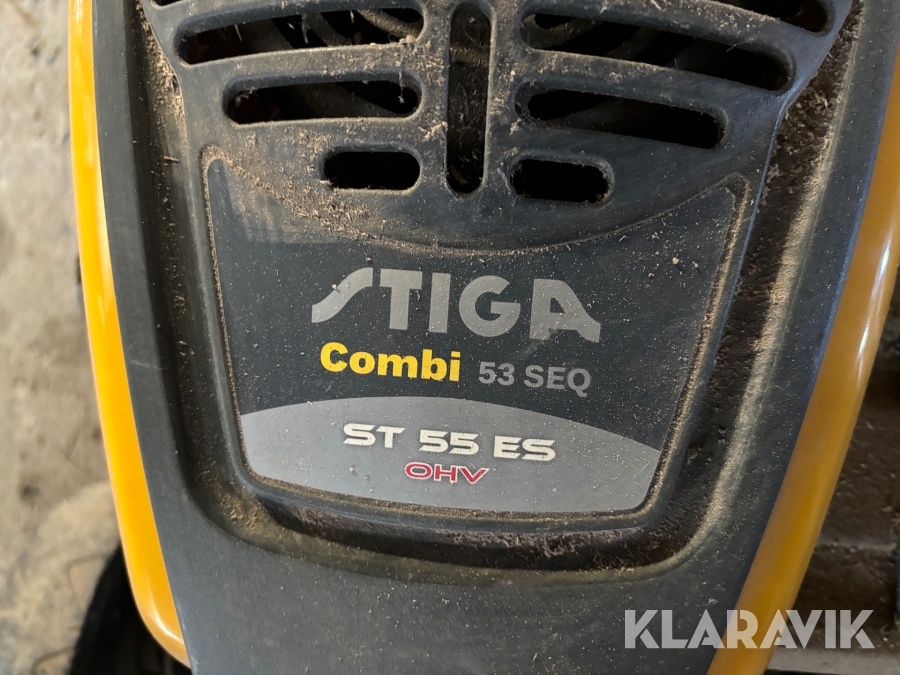 STIGA
Combi 53 SEQ
ST 55 ES
OHV
KLARAVIK